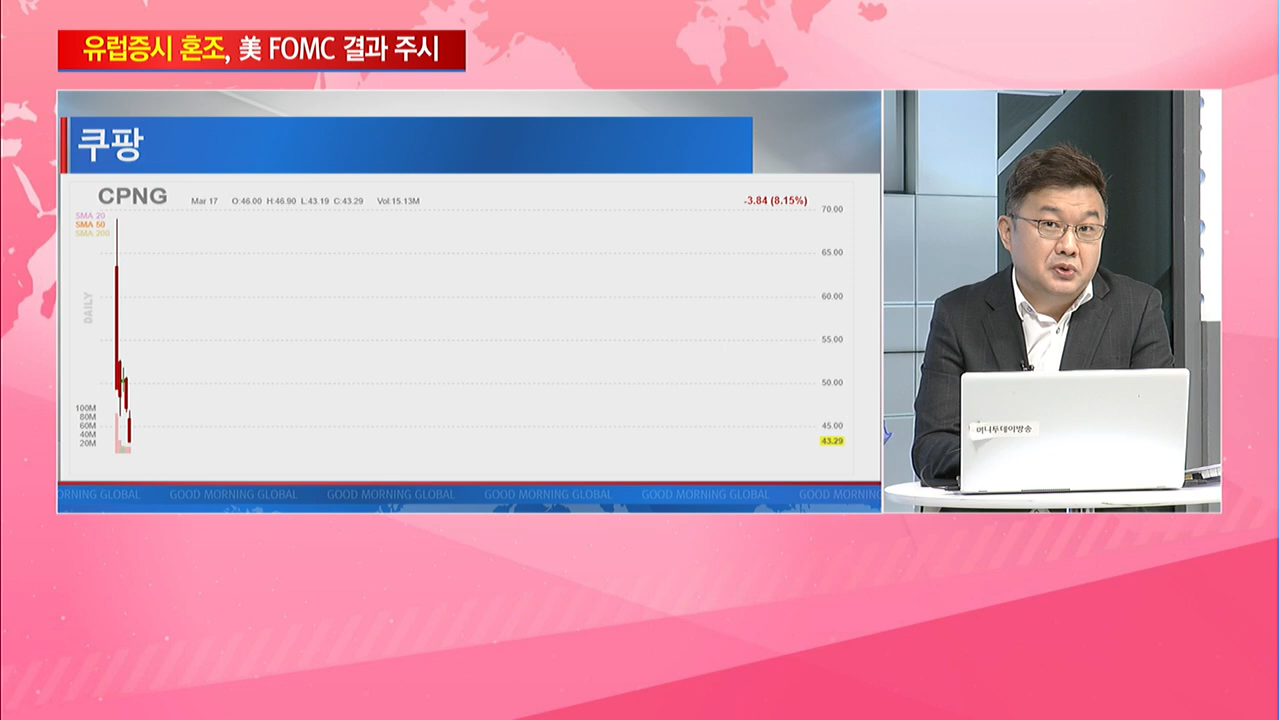 유럽증시 혼조, 美 FOMC 결과 주시
쿠팡
CPNG Mar 17 O:46.00 H:46.90 L:43.19 C:43.29 Vol:15.13M -3.84 (8.15%)
SMA 20
SMA 50
SMA 200
DAILY
70.00
65.00
60.00
55.00
50.00
45.00
43.29
100M
80M
60M
40M
20M
머니투데이방송
ORNING GLOBAL GOOD MORNING GLOBAL GOOD MORNING GLOBAL GOOD MORNING GLOBAL GOOD MORNING GLOBAL GOOD MORNING